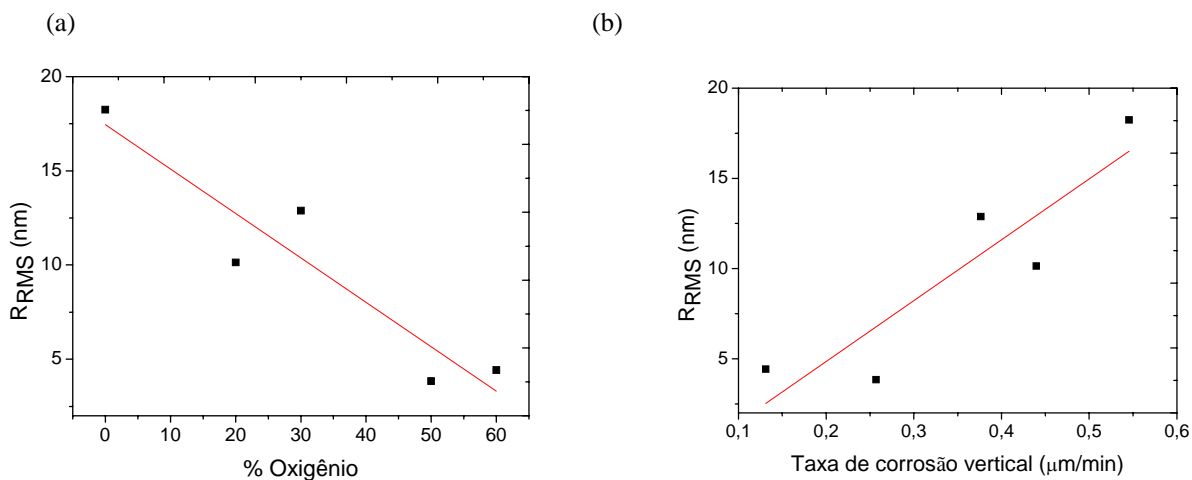 (a)
R_RMS (nm)
20
15
10
5
0 10 20 30 40 50 60
% Oxigênio
(b)
R_RMS (nm)
20
15
10
5
0,1 0,2 0,3 0,4 0,5 0,6
Taxa de corrosão vertical (μm/min)